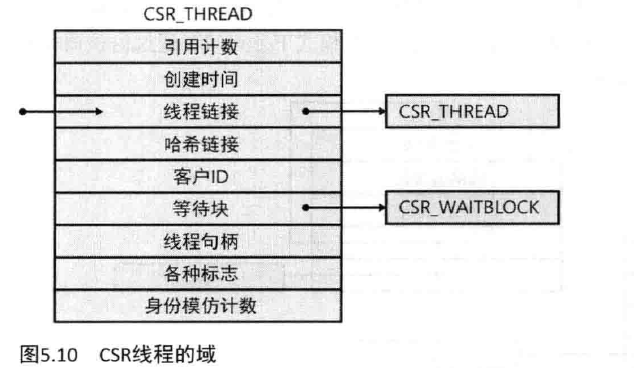 CSR_THREAD
引用计数
创建时间
线程链接
CSR_THREAD
哈希链接
客户ID
等待块
CSR_WAITBLOCK
线程句柄
各种标志
身份模仿计数
图5.10 CSR线程的域